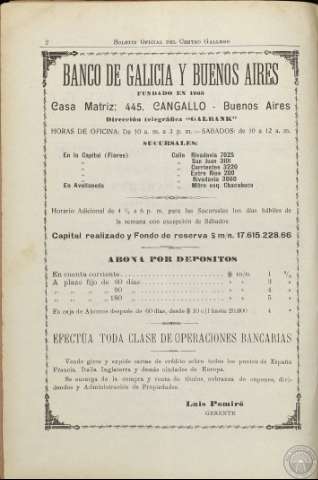 2 BOLETIN OFICIAL DEL CENTRO GALLEGO
BANCO DE GALICIA Y BUENOS AIRES
FUNDADO EN 1905
Casa Matriz: 445, CANGALLO - Buenos Aires
Dirección telegráfica "GALBANK"
HORAS DE OFICINA: De 10 a. m. a 3 p. m. - SABADOS: de 10 a 12 a. m.
SUCURSALES:
En la Capital (Flores) Calle Rivadavia 7025
" " San Juan 3101
" " Corrientes 3220
" " Entre Rios 200
" " Rivadavia 3860
En Avellaneda " Mitre esq. Chacabuco
Horario Adicional de 4 ½ a 6 p. m. para las Sucursales los días hábiles de
la semana con excepción de Sábados
Capital realizado y Fondo de reserva $ m/n. 17.615.228.66
ABONA POR DEPOSITOS
En cuenta corriente $ m/n. 1 %
A plazo fijo de 60 días " 3 "
" " " " 90 " " 4 "
" " " " 180 " " 5 "
En caja de Ahorros después de 60 días, desde $ 10 c/l hasta 20.000 4 "
EFECTÚA TODA CLASE DE OPERACIONES BANCARIAS
Vende giros y expide cartas de crédito sobre todos los puntos de España
Francia, Italia, Inglaterra y demás ciudades de Europa.
Se encarga de la compra y venta de títulos, cobranza de cupones, divi-
dendos y Administración de Propiedades.
Luis Pomiró
GERENTE